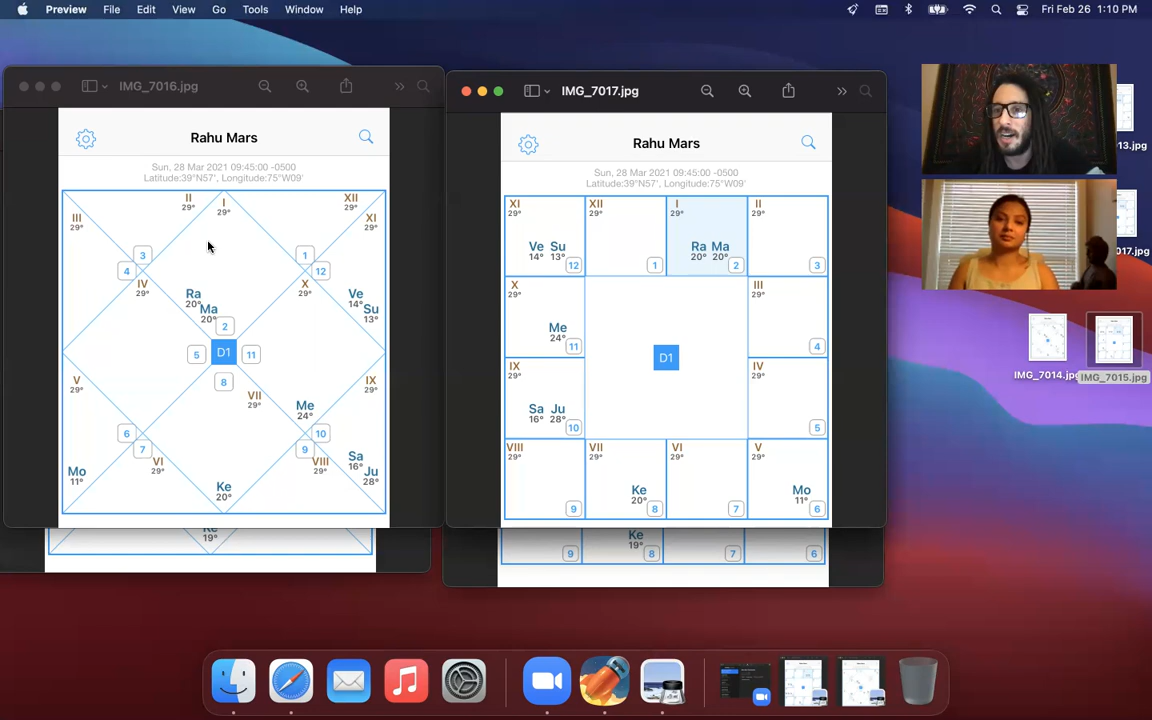 Preview File Edit View Go Tools Window Help Fri Feb 26 1:10 PM
IMG_7016.jpg
Rahu Mars
Sun, 28 Mar 2021 09:45:00 -0500
Latitude:39°N57', Longitude:75°W09'
II I XII
29° 29° 29°
III XI
29° 29°
3 1
4 12
IV X
29° 29°
Ra Ve
20° 14°
Ma Su
20° 13°
2
5 D1 11
8
V VII IX
29° 29° 29°
Me
24°
6 10
7 9
VI VIII
29° 29°
Mo Sa
11° 16°
Ju
28°
Ke
20°
Ke
19°
IMG_7017.jpg
Rahu Mars
Sun, 28 Mar 2021 09:45:00 -0500
Latitude:39°N57', Longitude:75°W09'
XI XII I II
29° 29° 29°
Ve Su Ra Ma
14° 13° 20° 20°
12 1 2 3
X III
29° 29°
Me
24°
11 4
D1
IX IV
29° 29°
Sa Ju
16° 28°
10 5
VIII VII VI V
29° 29° 29° 29°
Ke Mo
20° 11°
9 8 7 6
Ke
19°
9 8 7 6
13.jpg
017.jpg
IMG_7014.jpg IMG_7015.jpg